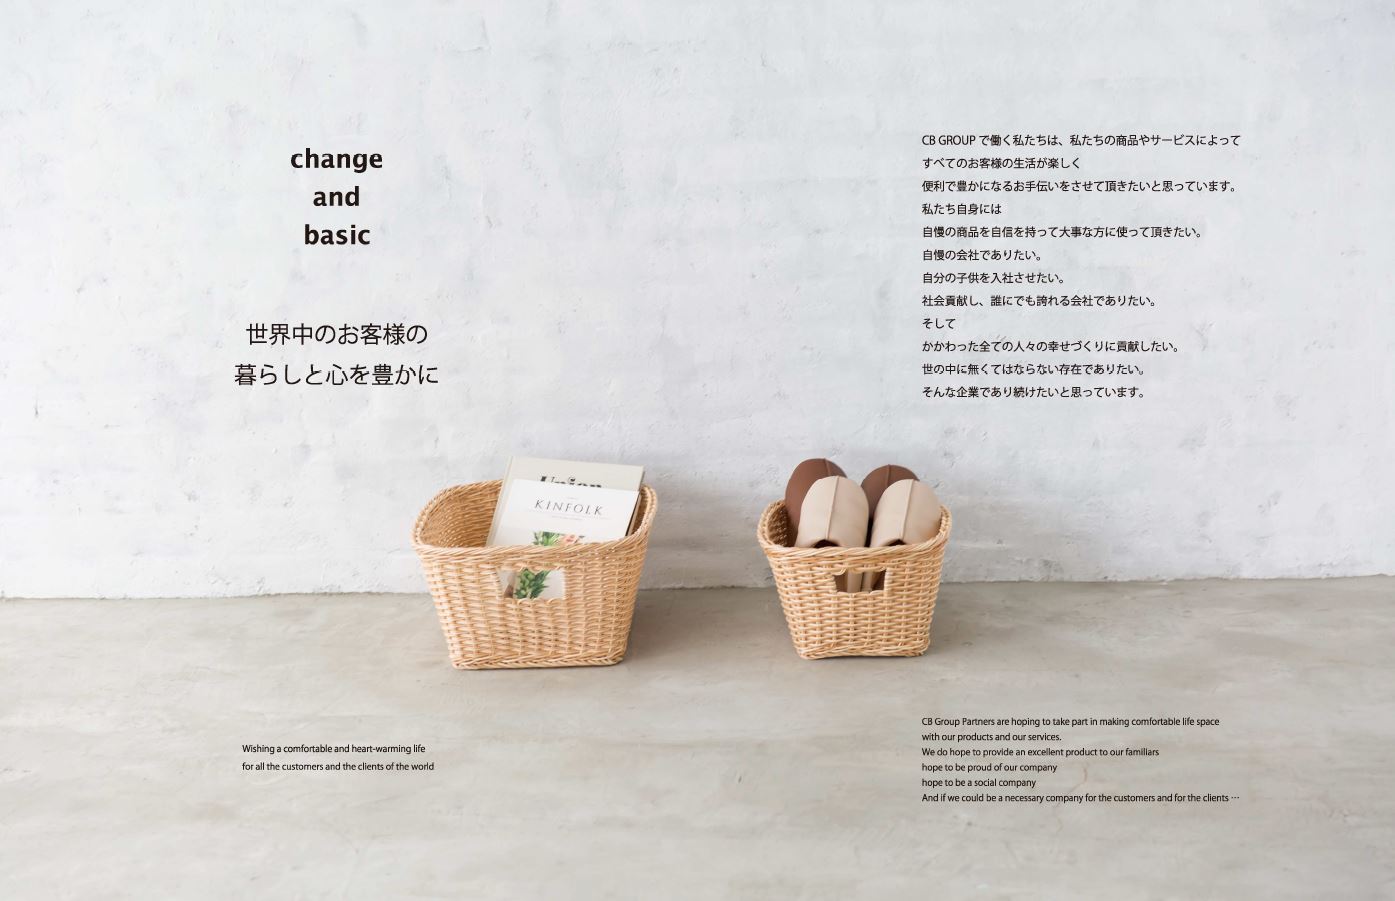 change
and
basic
世界中のお客様の
暮らしと心を豊かに
CB GROUP で働く私たちは、私たちの商品やサービスによって
すべてのお客様の生活が楽しく
便利で豊かになるお手伝いをさせて頂きたいと思っています。
私たち自身には
自慢の商品を自信を持って大事な方に使って頂きたい。
自慢の会社でありたい。
自分の子供を入社させたい。
社会貢献し、誰にでも誇れる会社でありたい。
そして
かかわった全ての人々の幸せづくりに貢献したい。
世の中に無くてはならない存在でありたい。
そんな企業であり続けたいと思っています。
KINFOLK
Wishing a comfortable and heart-warming life
for all the customers and the clients of the world
CB Group Partners are hoping to take part in making comfortable life space
with our products and our services.
We do hope to provide an excellent product to our familiars
hope to be proud of our company
hope to be a social company
And if we could be a necessary company for the customers and for the clients …